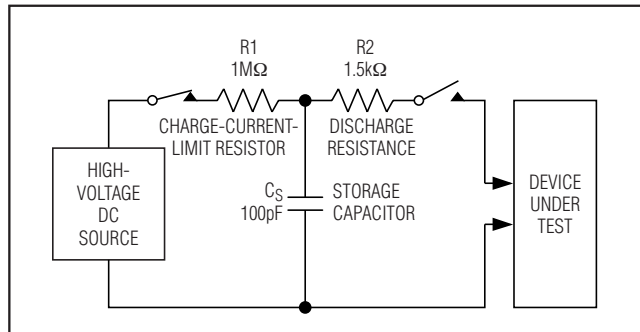 R1
1MΩ
R2
1.5kΩ
CHARGE-CURRENT-
LIMIT RESISTOR
DISCHARGE
RESISTANCE
HIGH-
VOLTAGE
DC
SOURCE
CS
100pF
STORAGE
CAPACITOR
DEVICE
UNDER
TEST